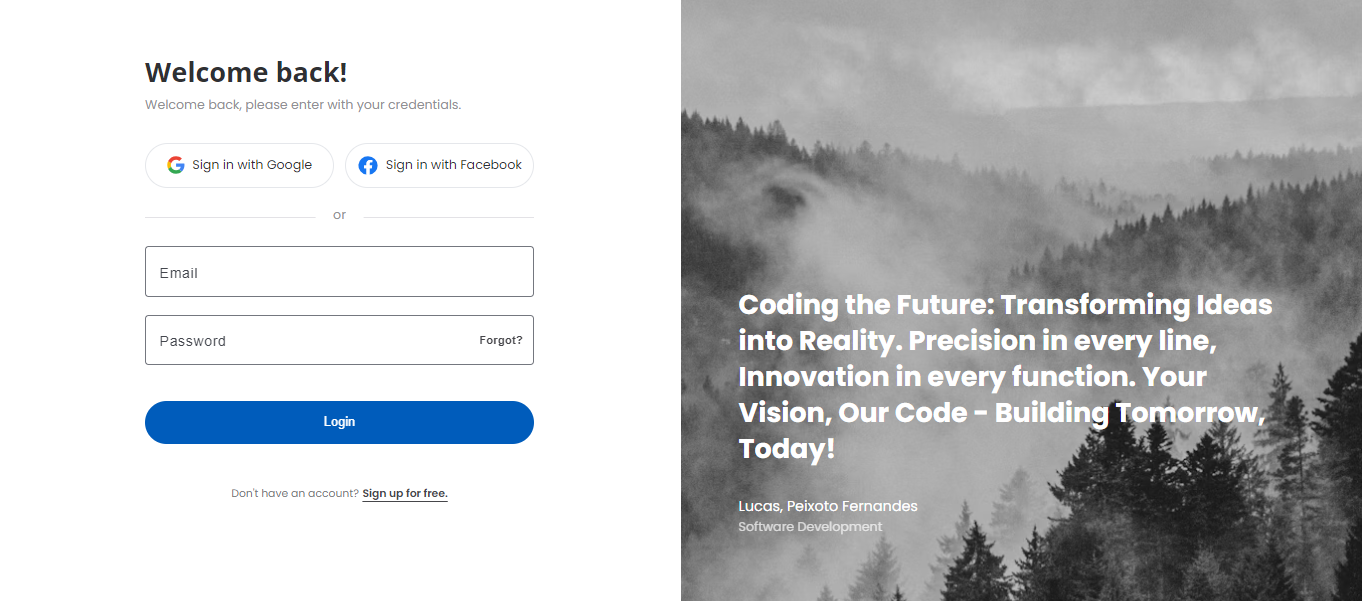 Welcome back!
Welcome back, please enter with your credentials.
Sign in with Google
Sign in with Facebook
or
Email
Password
Forgot?
Login
Don't have an account? Sign up for free.
Coding the Future: Transforming Ideas
into Reality. Precision in every line,
Innovation in every function. Your
Vision, Our Code - Building Tomorrow,
Today!
Lucas, Peixoto Fernandes
Software Development